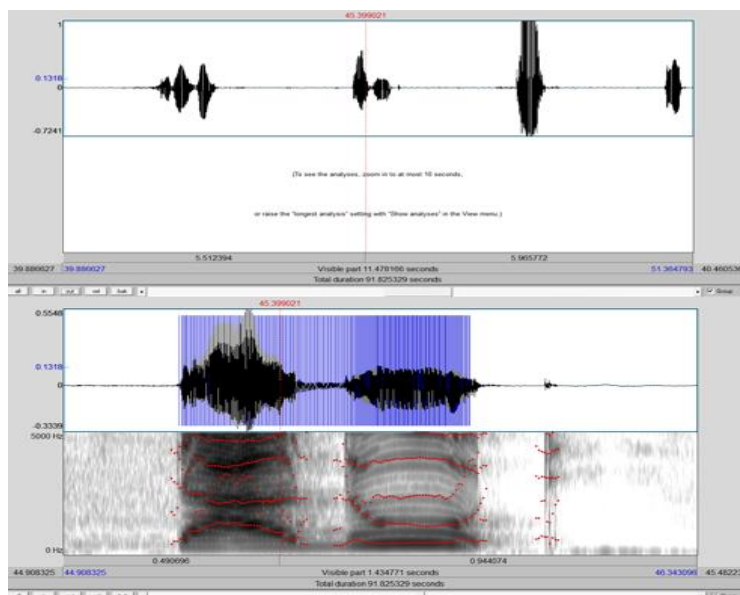 45.399021
1
0.1318
0
-0.7241
(To see the analyses, zoom in to at most 10 seconds,
or raise the "longest analysis" setting with "Show analyses" in the View menu.)
5.512394 5.965772
39.886627 39.886627 Visible part 11.478166 seconds 51.364793 40.460536
Total duration 91.825329 seconds
all in out sel bak Group
45.399021
0.5548
0.1318
0
-0.3339
5000 Hz
0 Hz
0.490696 0.944074
44.908325 44.908325 Visible part 1.434771 seconds 46.343096 45.48223
Total duration 91.825329 seconds